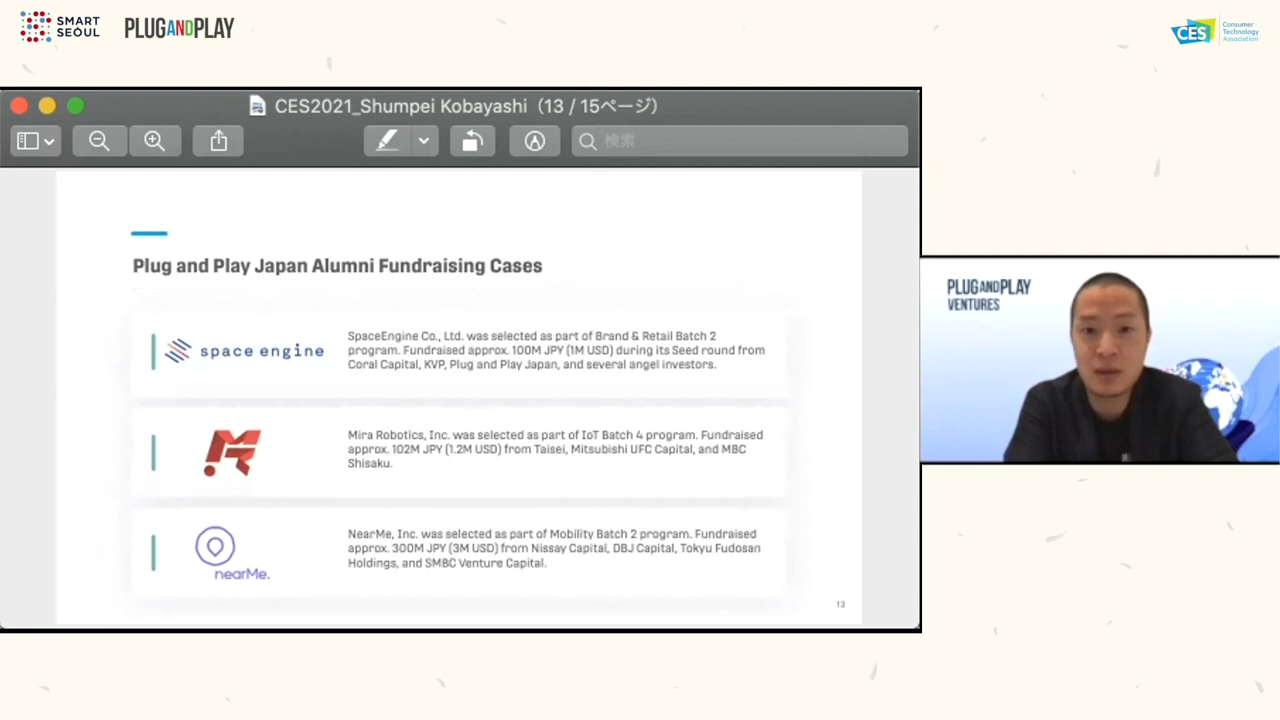 SMART
SEOUL
PLUGANDPLAY
CES
Consumer
Technology
Association
CES2021_Shumpei Kobayashi（13 / 15ページ）
検索
Plug and Play Japan Alumni Fundraising Cases
space engine
SpaceEngine Co., Ltd. was selected as part of Brand & Retail Batch 2
program. Fundraised approx. 100M JPY (1M USD) during its Seed round from
Coral Capital, KVP, Plug and Play Japan, and several angel investors.
Mira Robotics, Inc. was selected as part of IoT Batch 4 program. Fundraised
approx. 102M JPY (1.2M USD) from Taisei, Mitsubishi UFC Capital, and MBC
Shisaku.
nearMe.
NearMe, Inc. was selected as part of Mobility Batch 2 program. Fundraised
approx. 300M JPY (3M USD) from Nissay Capital, DBJ Capital, Tokyu Fudosan
Holdings, and SMBC Venture Capital.
13
PLUGANDPLAY
VENTURES